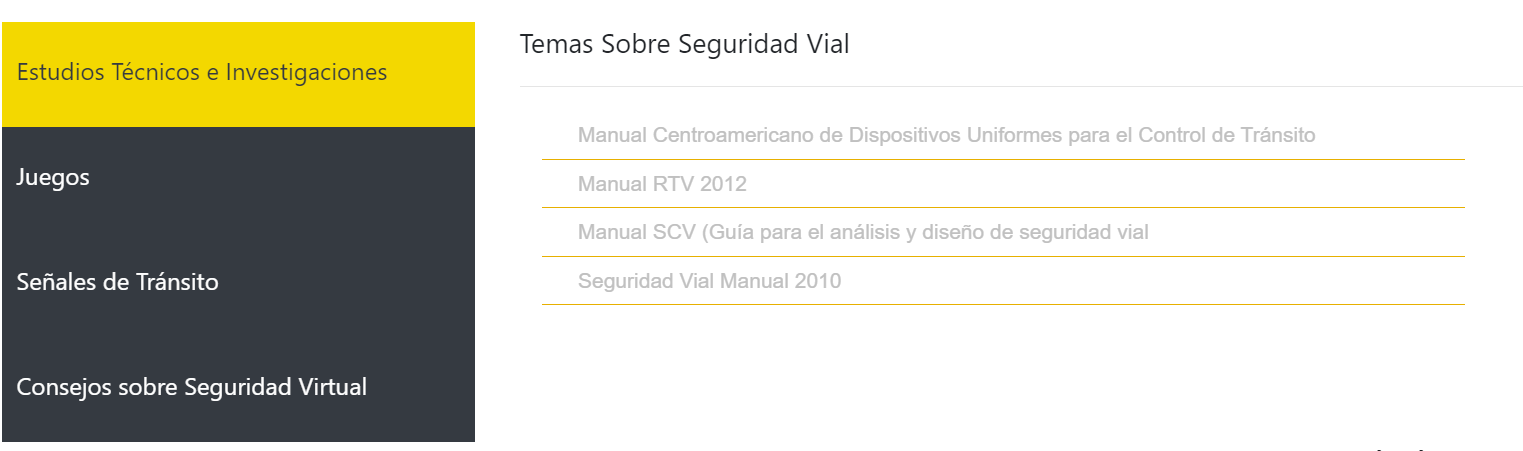 Estudios Técnicos e Investigaciones
Juegos
Señales de Tránsito
Consejos sobre Seguridad Virtual
Temas Sobre Seguridad Vial
Manual Centroamericano de Dispositivos Uniformes para el Control de Tránsito
Manual RTV 2012
Manual SCV (Guía para el análisis y diseño de seguridad vial
Seguridad Vial Manual 2010